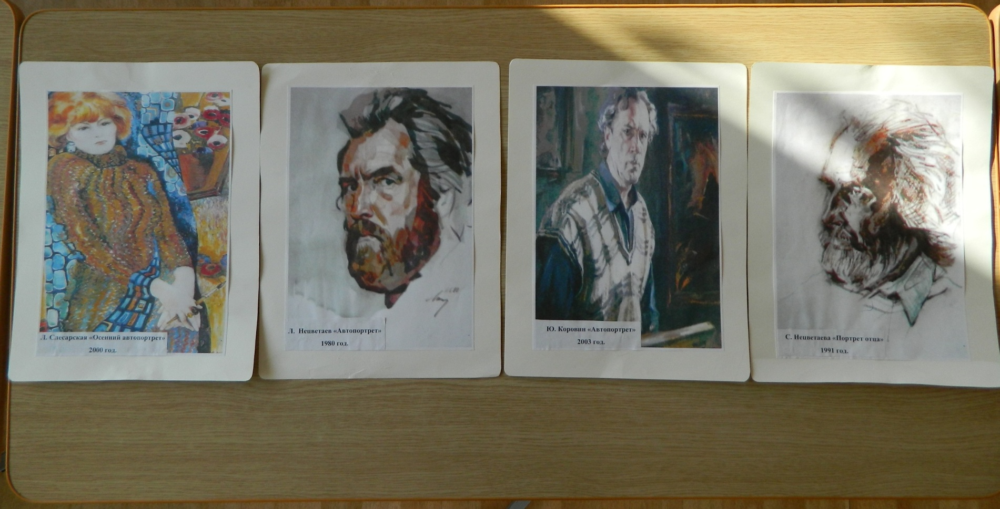 Л. Слесарская «Осенний автопортрет»
2000 год.
Л. Нецветаев «Автопортрет»
1980 год.
Ю. Коровин «Автопортрет»
2003 год.
С. Нецветаева «Портрет отца»
1991 год.